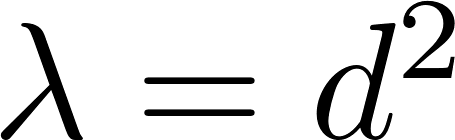 λ = d²